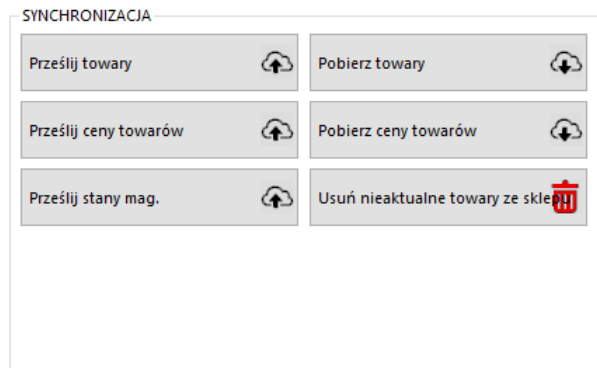 SYNCHRONIZACJA
Prześlij towary
Pobierz towary
Prześlij ceny towarów
Pobierz ceny towarów
Prześlij stany mag.
Usuń nieaktualne towary ze sklepu